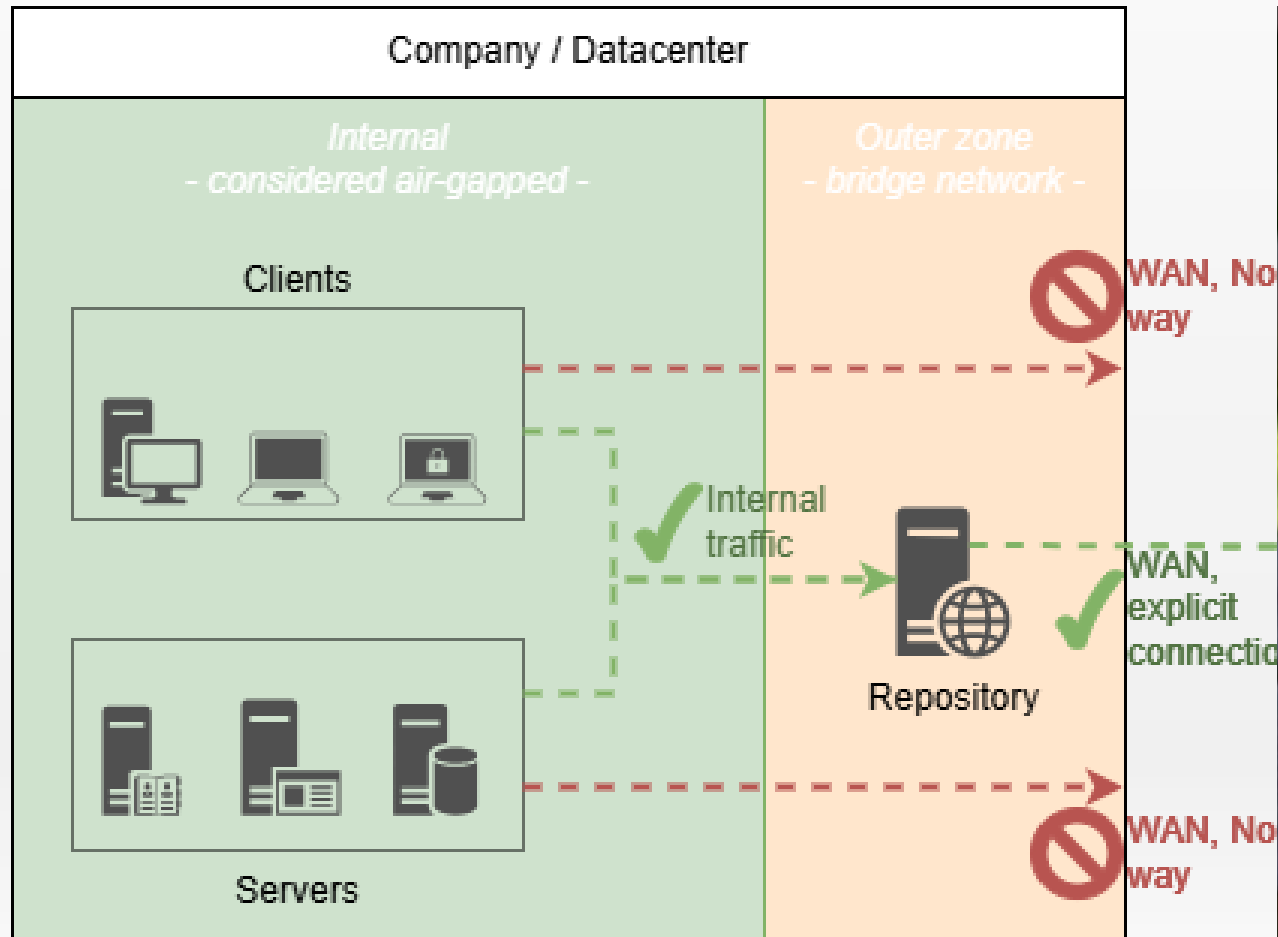 Company / Datacenter
Internal
- considered air-gapped -
Outer zone
- bridge network -
Clients
WAN, No
way
Internal
traffic
WAN,
explicit
connectio
Repository
Servers
WAN, No
way